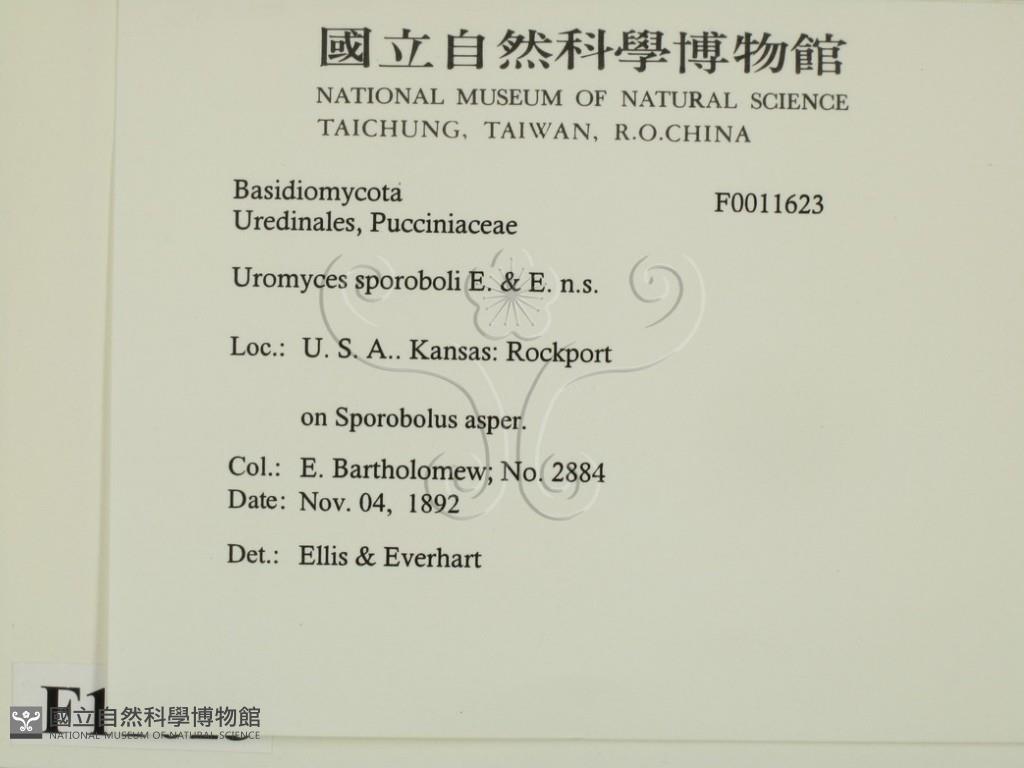 國立自然科學博物館
NATIONAL MUSEUM OF NATURAL SCIENCE
TAICHUNG, TAIWAN, R.O.CHINA
Basidiomycota
F0011623
Uredinales, Pucciniaceae
Uromyces sporoboli E. & E. n.s.
Loc.: U. S. A.. Kansas: Rockport
on Sporobolus asper.
Col.: E. Bartholomew; No. 2884
Date: Nov. 04, 1892
Det.: Ellis & Everhart
F1
國立自然科學博物館
NATIONAL MUSEUM OF NATURAL SCIENCE